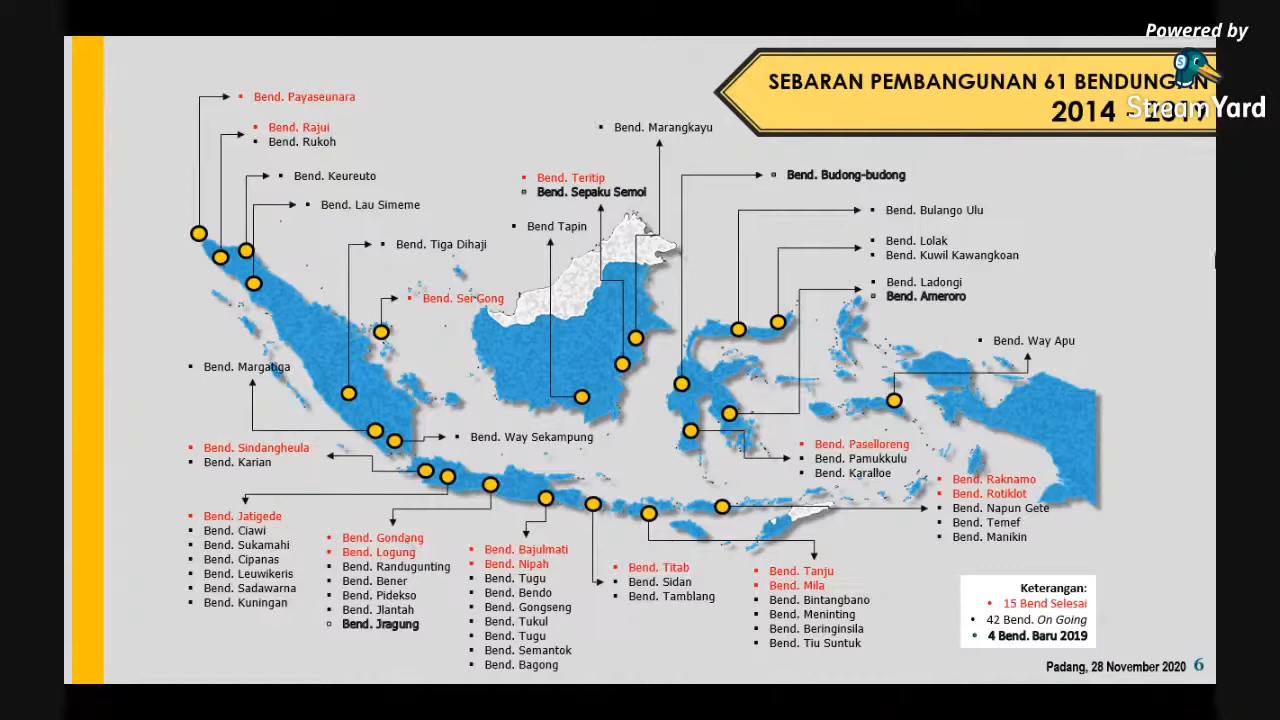 Powered by
StreamYard
SEBARAN PEMBANGUNAN 61 BENDUNGAN
2014 - 2019
Bend. Payaseunara
Bend. Rajui
Bend. Rukoh
Bend. Keureuto
Bend. Lau Simeme
Bend. Tiga Dihaji
Bend. Sei Gong
Bend. Marangkayu
Bend. Teritip
Bend. Sepaku Semoi
Bend Tapin
Bend. Budong-budong
Bend. Bulango Ulu
Bend. Lolak
Bend. Kuwil Kawangkoan
Bend. Ladongi
Bend. Ameroro
Bend. Way Apu
Bend. Margatiga
Bend. Way Sekampung
Bend. Sindangheula
Bend. Karian
Bend. Paselloreng
Bend. Pamukkulu
Bend. Karalloe
Bend. Raknamo
Bend. Rotiklot
Bend. Napun Gete
Bend. Temef
Bend. Manikin
Bend. Jatigede
Bend. Ciawi
Bend. Sukamahi
Bend. Cipanas
Bend. Leuwikeris
Bend. Sadawarna
Bend. Kuningan
Bend. Gondang
Bend. Logung
Bend. Randugunting
Bend. Bener
Bend. Pidekso
Bend. Jlantah
Bend. Jragung
Bend. Bajulmati
Bend. Nipah
Bend. Tugu
Bend. Bendo
Bend. Gongseng
Bend. Tukul
Bend. Tugu
Bend. Semantok
Bend. Bagong
Bend. Titab
Bend. Sidan
Bend. Tamblang
Bend. Tanju
Bend. Mila
Bend. Bintangbano
Bend. Meninting
Bend. Beringinsila
Bend. Tiu Suntuk
Keterangan:
15 Bend Selesai
42 Bend. On Going
4 Bend. Baru 2019
Padang, 28 November 2020 6